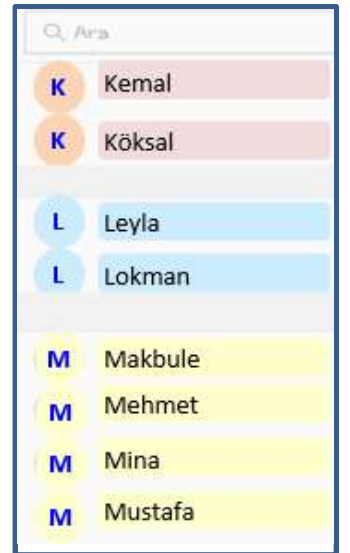 Ara
K Kemal
K Köksal
L Leyla
L Lokman
M Makbule
M Mehmet
M Mina
M Mustafa